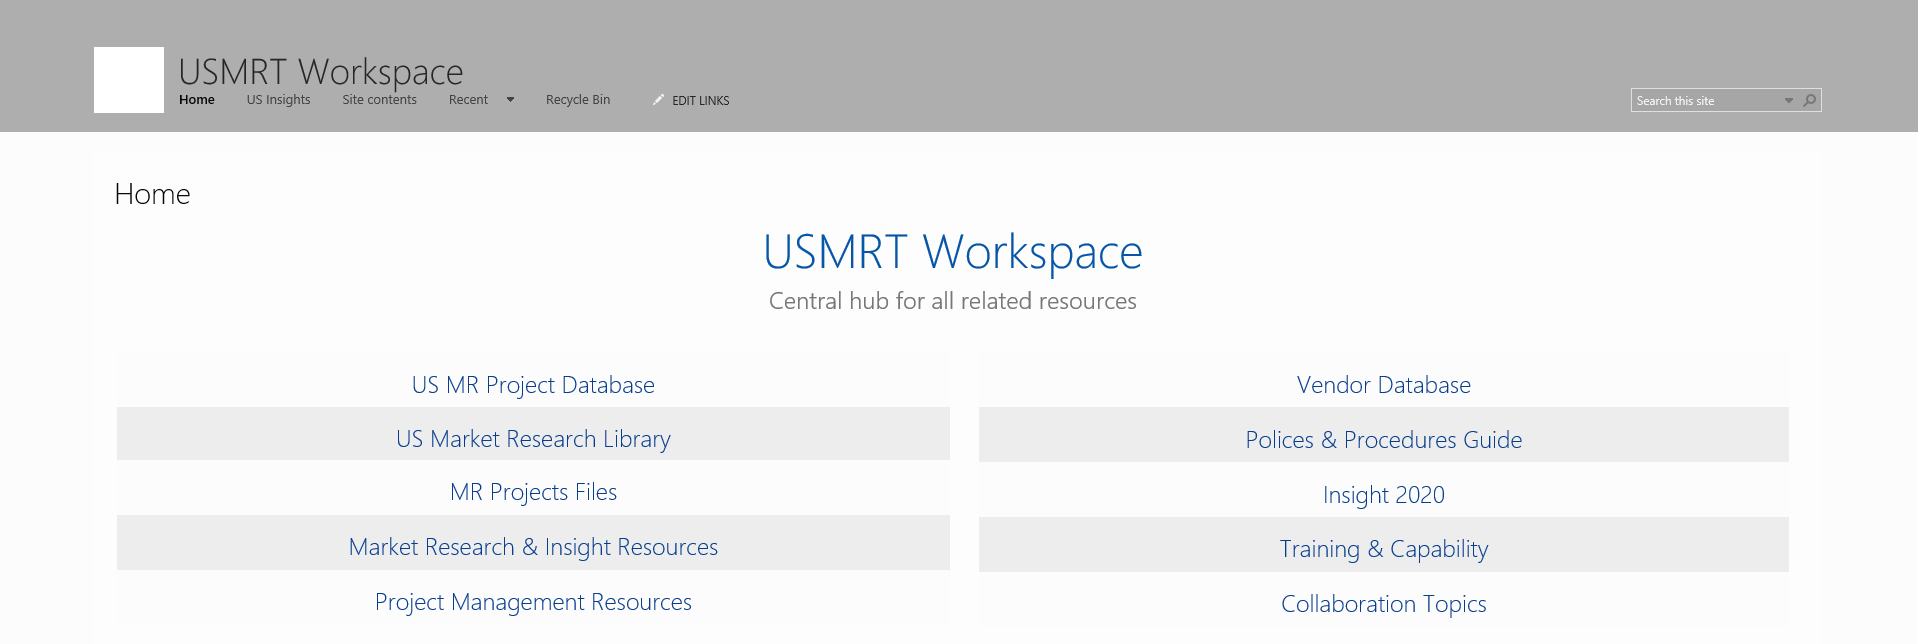 USMRT Workspace
Home US Insights Site contents Recent Recycle Bin EDIT LINKS
Search this site
Home
USMRT Workspace
Central hub for all related resources
US MR Project Database
US Market Research Library
MR Projects Files
Market Research & Insight Resources
Project Management Resources
Vendor Database
Polices & Procedures Guide
Insight 2020
Training & Capability
Collaboration Topics